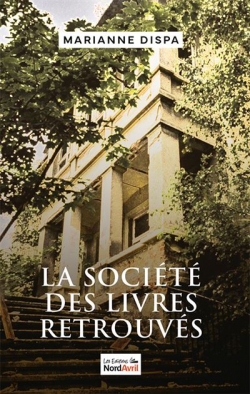 MARIANNE DISPA
LA SOCIÉTÉ
DES LIVRES
RETROUVÉS
Les Éditions
NordAvril